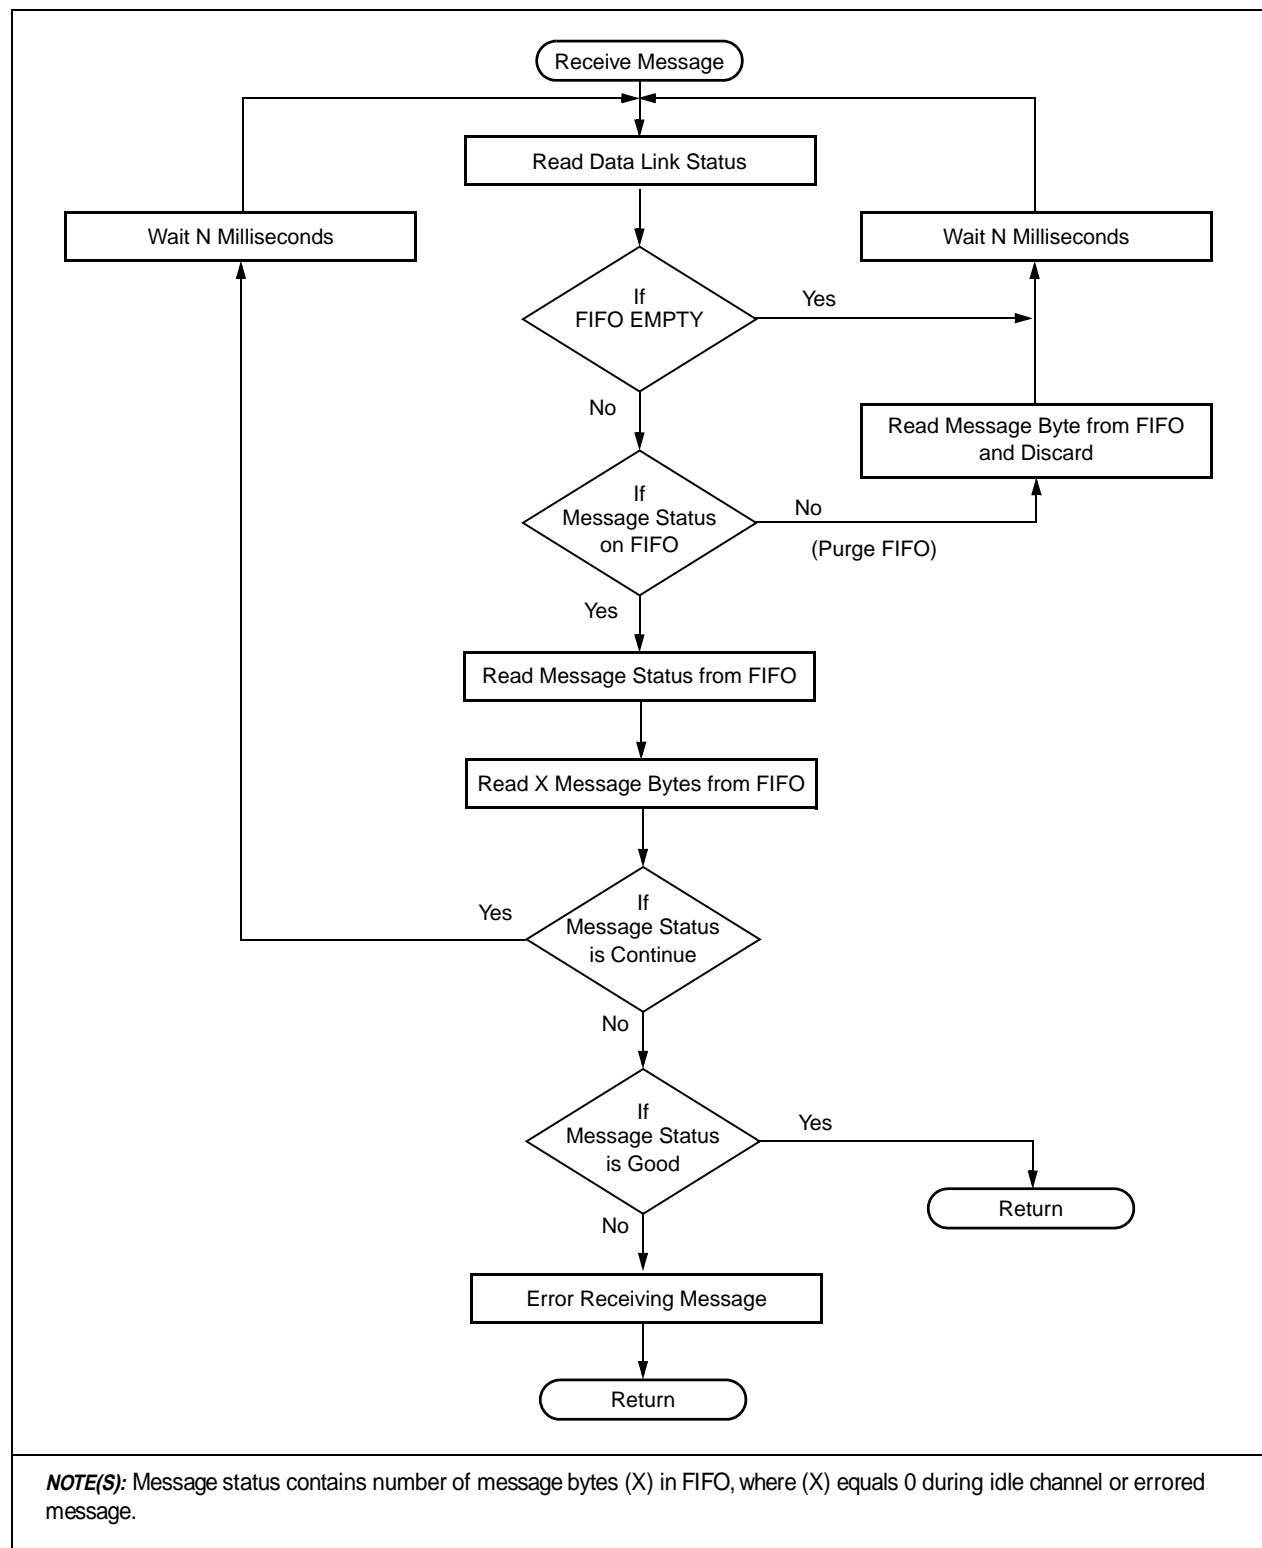 Receive Message
Read Data Link Status
Wait N Milliseconds
Wait N Milliseconds
If
FIFO EMPTY
Yes
No
Read Message Byte from FIFO
and Discard
If
Message Status
on FIFO
No
(Purge FIFO)
Yes
Read Message Status from FIFO
Read X Message Bytes from FIFO
If
Message Status
is Continue
Yes
No
If
Message Status
is Good
Yes
Return
No
Error Receiving Message
Return
NOTE(S): Message status contains number of message bytes (X) in FIFO, where (X) equals 0 during idle channel or errored
message.